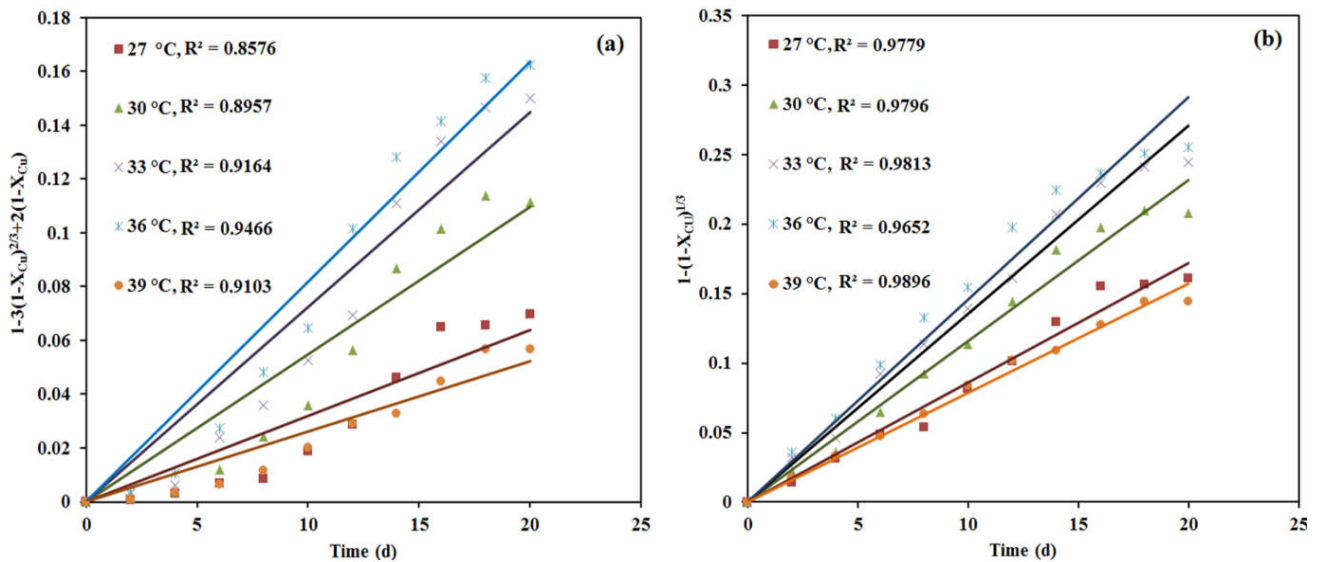 (a)
27 °C, R² = 0.8576
30 °C, R² = 0.8957
33 °C, R² = 0.9164
36 °C, R² = 0.9466
39 °C, R² = 0.9103
1-3(1-X_Cu)^2/3+2(1-X_Cu)
0.18
0.16
0.14
0.12
0.1
0.08
0.06
0.04
0.02
0
0 5 10 15 20 25
Time (d)
(b)
27 °C, R² = 0.9779
30 °C, R² = 0.9796
33 °C, R² = 0.9813
36 °C, R² = 0.9652
39 °C, R² = 0.9896
1-(1-X_CU)^1/3
0.35
0.3
0.25
0.2
0.15
0.1
0.05
0
0 5 10 15 20 25
Time (d)